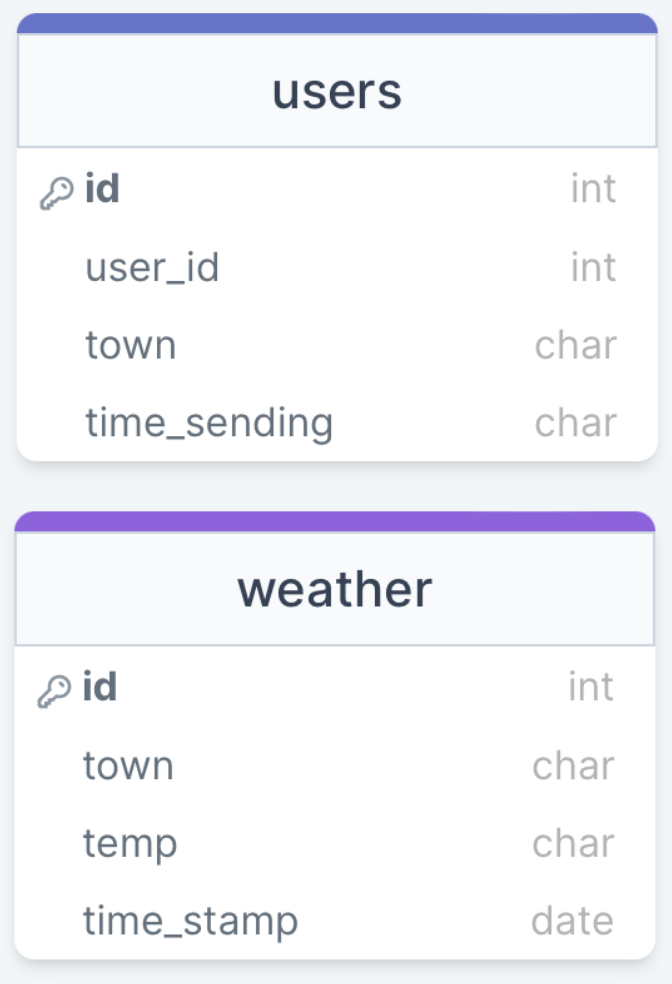 users
id int
user_id int
town char
time_sending char
weather
id int
town char
temp char
time_stamp date